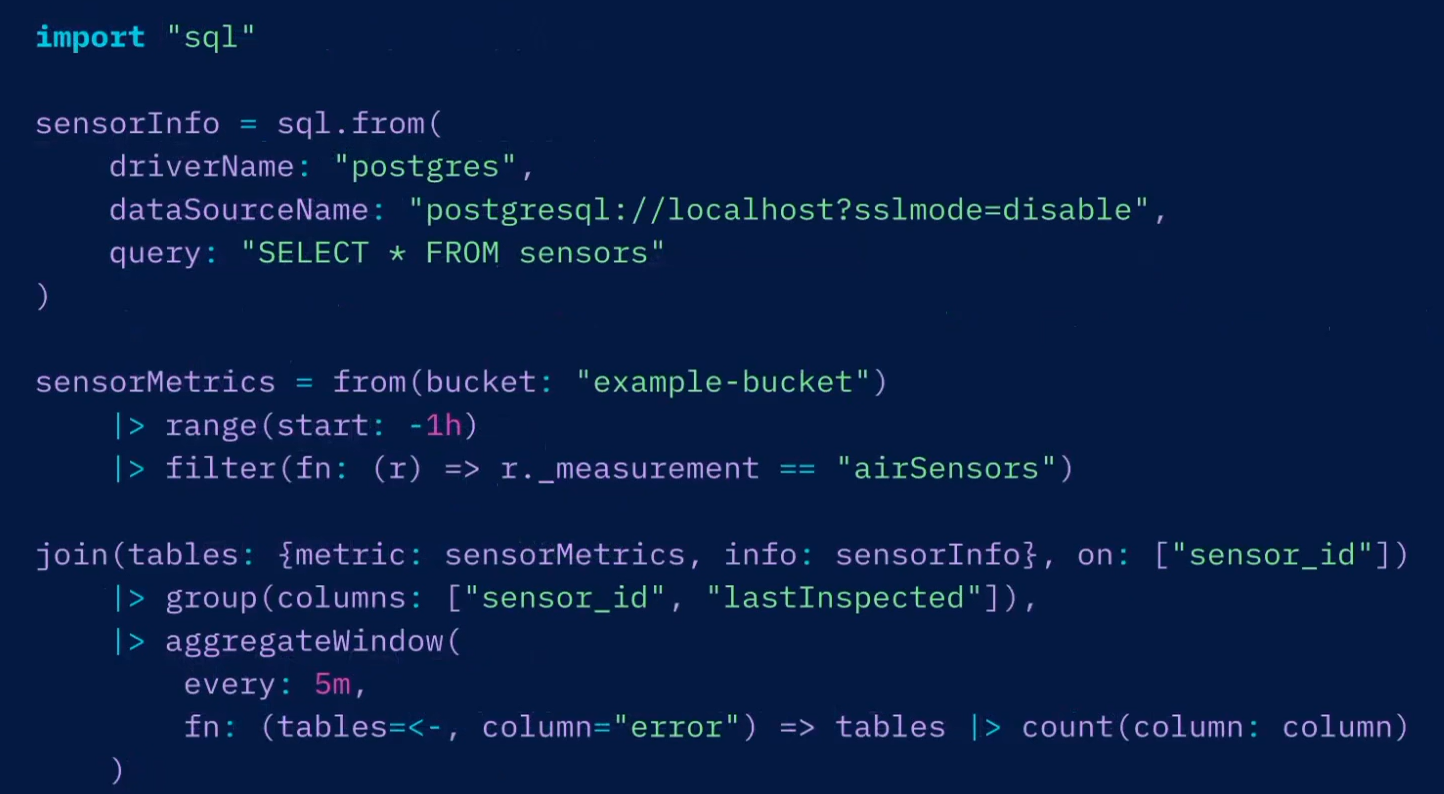 import "sql"

sensorInfo = sql.from(
    driverName: "postgres",
    dataSourceName: "postgresql://localhost?sslmode=disable",
    query: "SELECT * FROM sensors"
)

sensorMetrics = from(bucket: "example-bucket")
    |> range(start: -1h)
    |> filter(fn: (r) => r._measurement == "airSensors")

join(tables: {metric: sensorMetrics, info: sensorInfo}, on: ["sensor_id"])
    |> group(columns: ["sensor_id", "lastInspected"]),
    |> aggregateWindow(
        every: 5m,
        fn: (tables=<-, column="error") => tables |> count(column: column)
    )